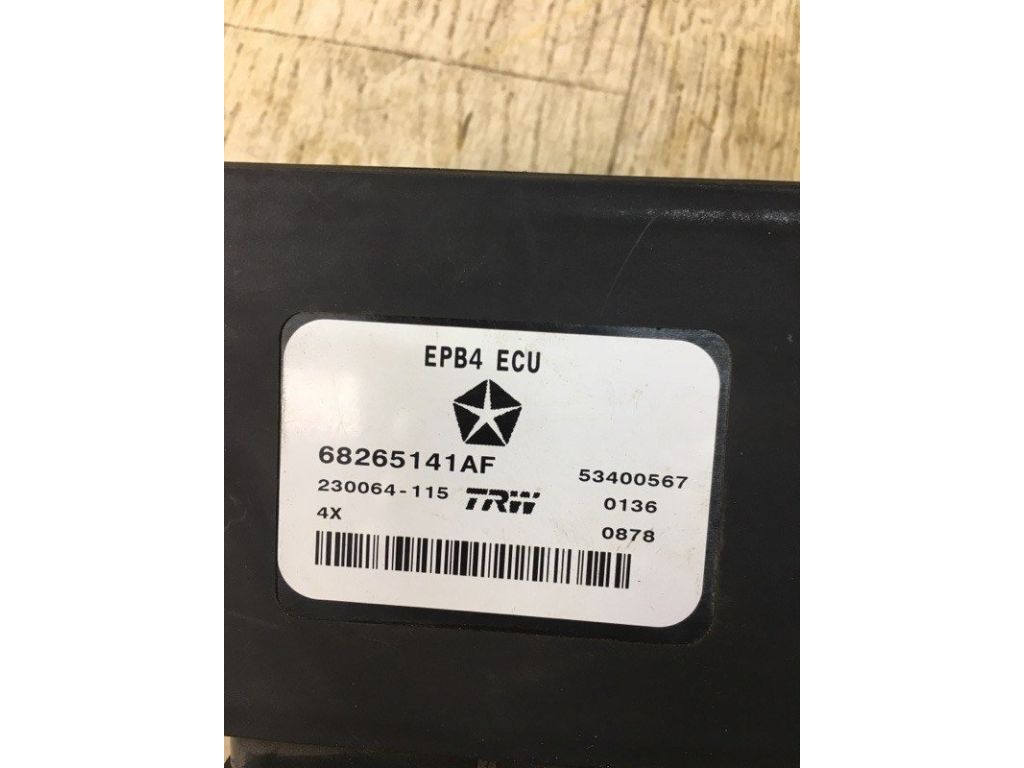 EPB4 ECU
68265141AF
53400567
230064-115 TRW
0136
4X
0878